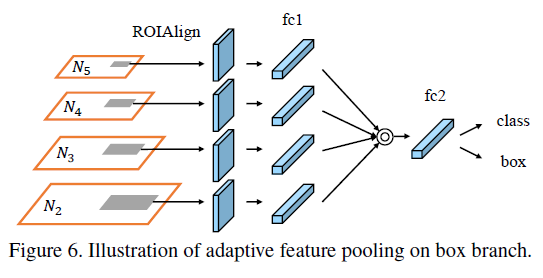 ROIAlign
fc1
N₅
N₄
fc2
class
N₃
box
N₂
Figure 6. Illustration of adaptive feature pooling on box branch.